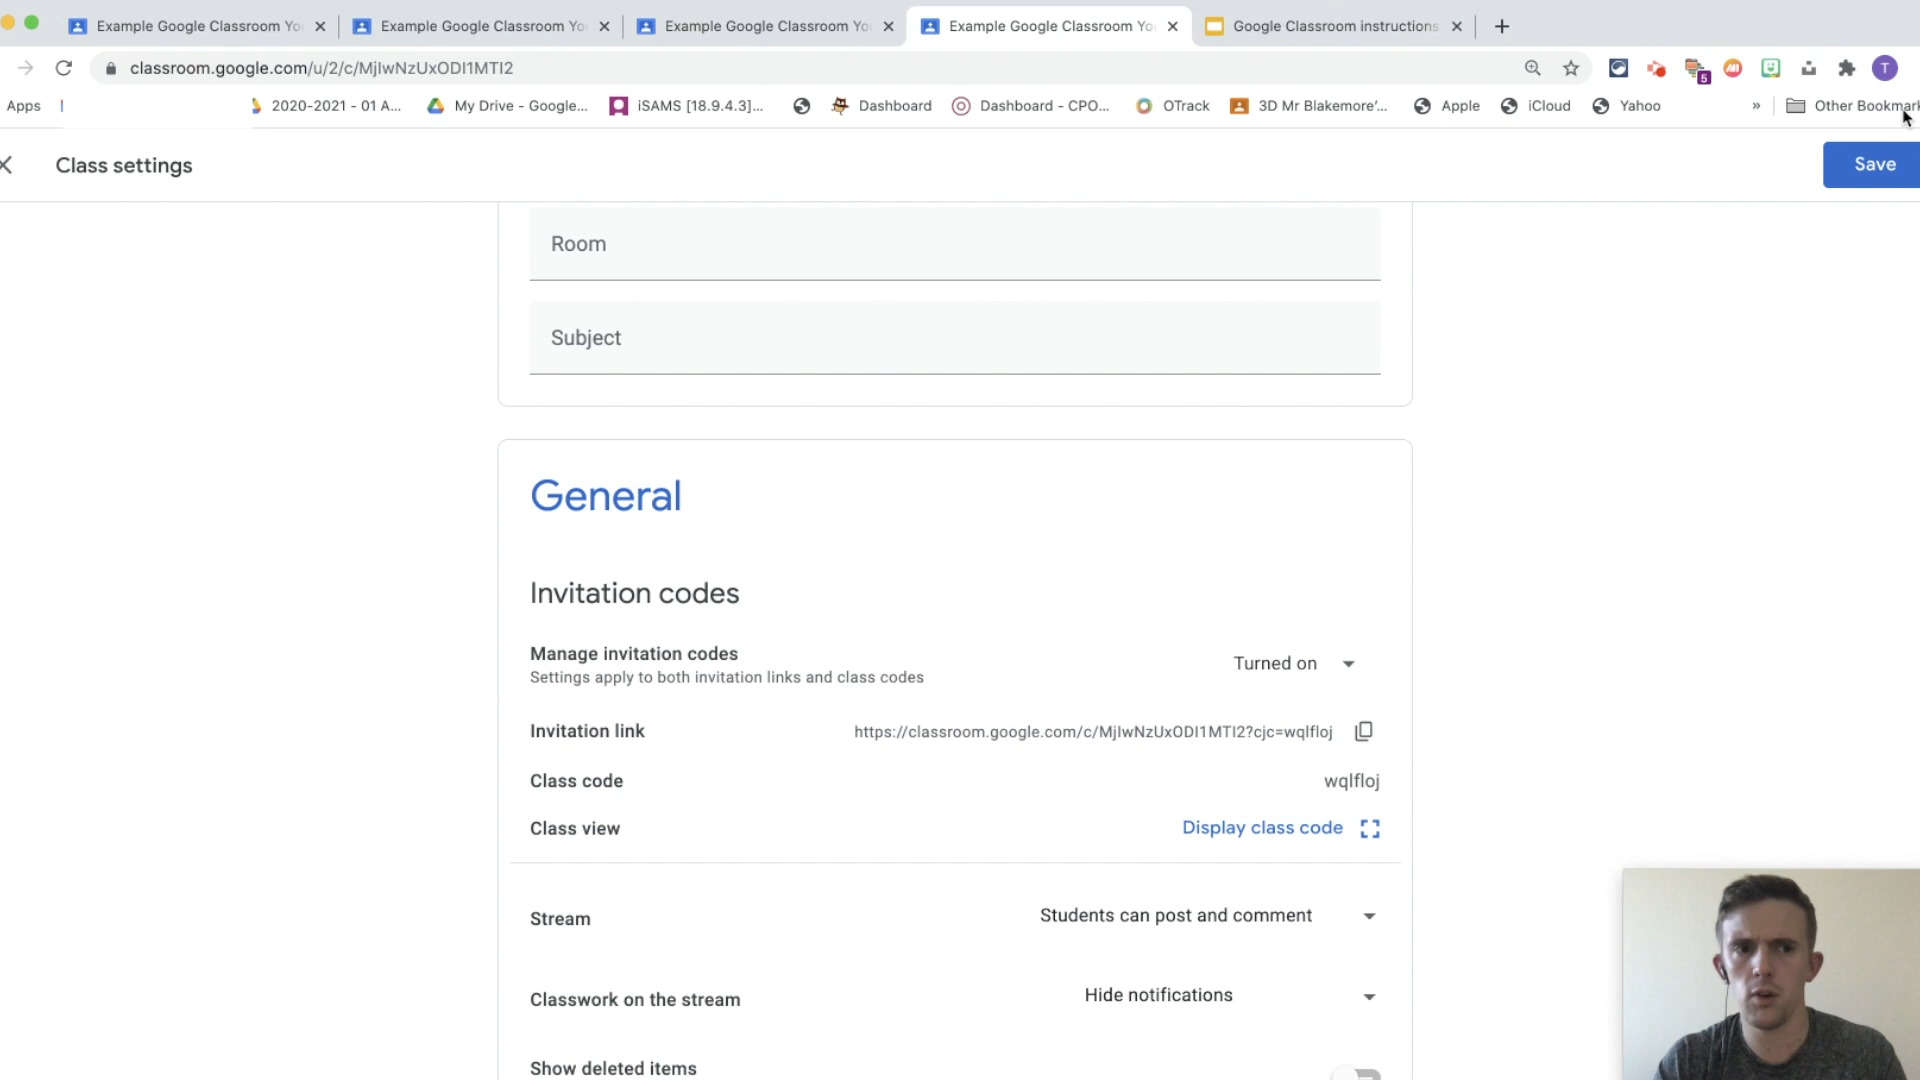 Example Google Classroom Yo
Example Google Classroom Yo
Example Google Classroom Yo
Example Google Classroom Yo
Google Classroom instructions
classroom.google.com/u/2/c/MjIwNzUxODI1MTI2
5
T
Apps
2020-2021 - 01 A...
My Drive - Google...
iSAMS [18.9.4.3]...
Dashboard
Dashboard - CPO...
OTrack
3D Mr Blakemore'...
Apple
iCloud
Yahoo
»
Other Bookmark
Class settings
Save
Room
Subject
General
Invitation codes
Manage invitation codes
Turned on
Settings apply to both invitation links and class codes
Invitation link
https://classroom.google.com/c/MjIwNzUxODI1MTI2?cjc=wqlfloj
Class code
wqlfloj
Class view
Display class code
Stream
Students can post and comment
Classwork on the stream
Hide notifications
Show deleted items